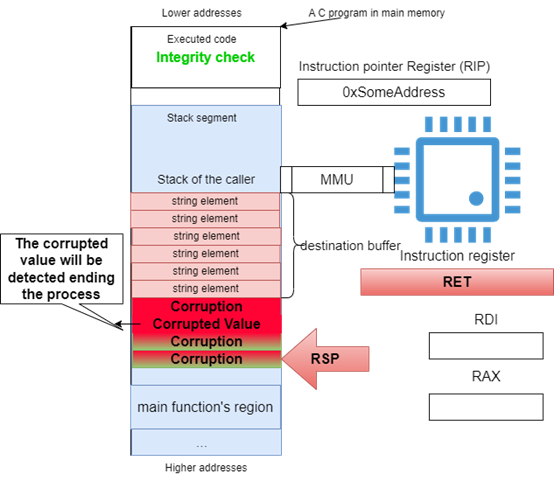 Lower addresses
A C program in main memory
Executed code
Integrity check
Instruction pointer Register (RIP)
0xSomeAddress
Stack segment
Stack of the caller
MMU
string element
string element
string element
string element
string element
string element
destination buffer
Instruction register
RET
The corrupted
value will be
detected ending
the process
Corruption
Corrupted Value
Corruption
Corruption
RSP
RDI
RAX
main function's region
...
Higher addresses